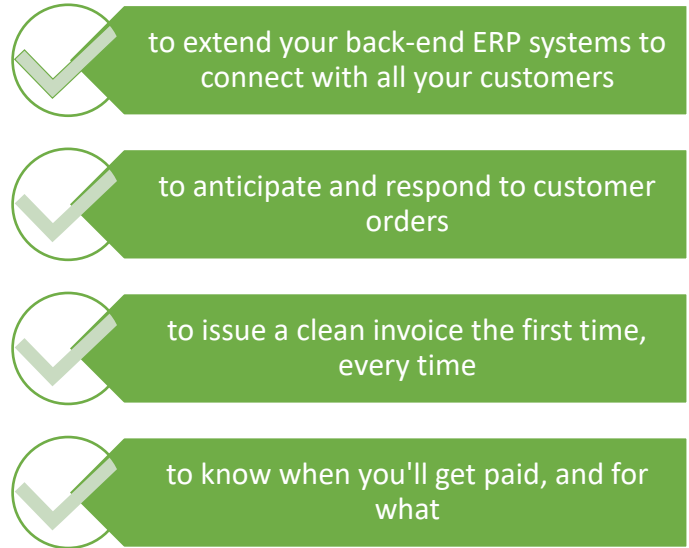 to extend your back-end ERP systems to
connect with all your customers
to anticipate and respond to customer
orders
to issue a clean invoice the first time,
every time
to know when you'll get paid, and for
what